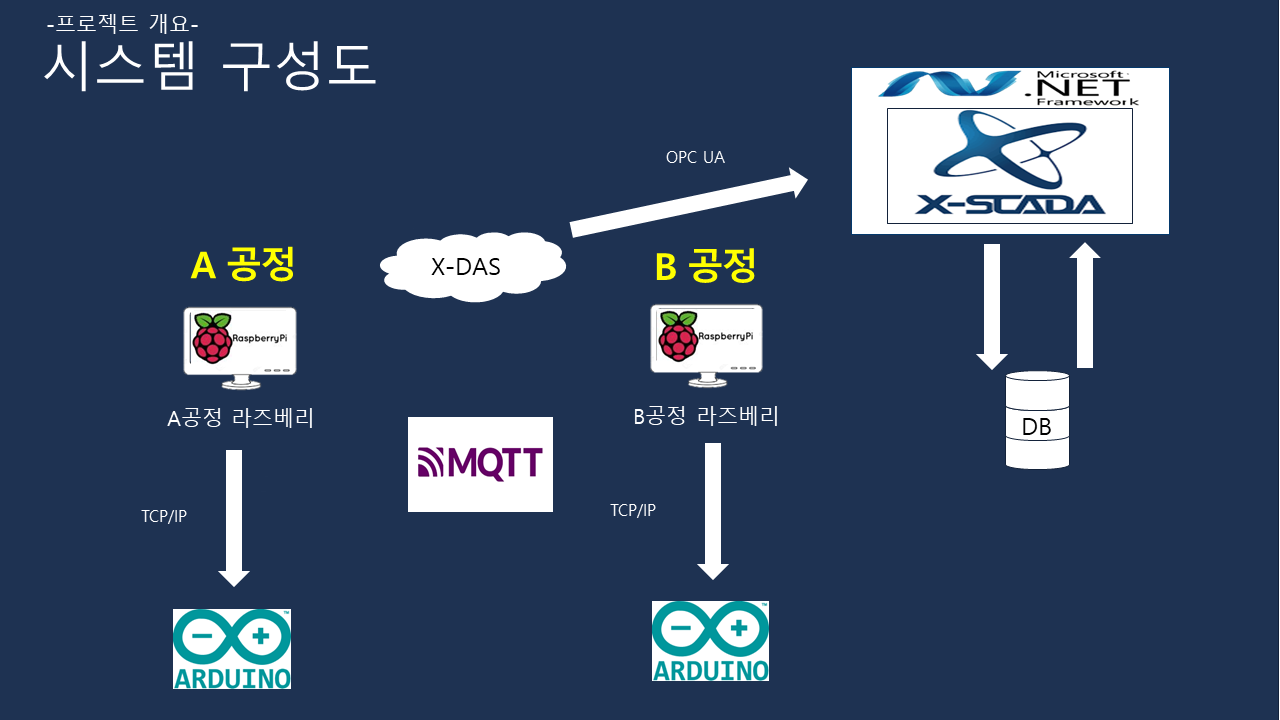 -프로젝트 개요-
시스템 구성도
Microsoft
.NET
Framework
X-SCADA
OPC UA
A 공정
X-DAS
B 공정
RaspberryPi
RaspberryPi
A공정 라즈베리
B공정 라즈베리
DB
MQTT
TCP/IP
TCP/IP
ARDUINO
ARDUINO